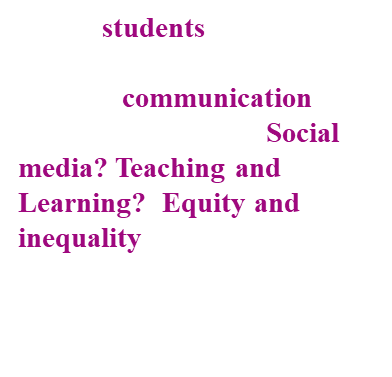 students
communication
Social
media? Teaching and
Learning?  Equity and
inequality